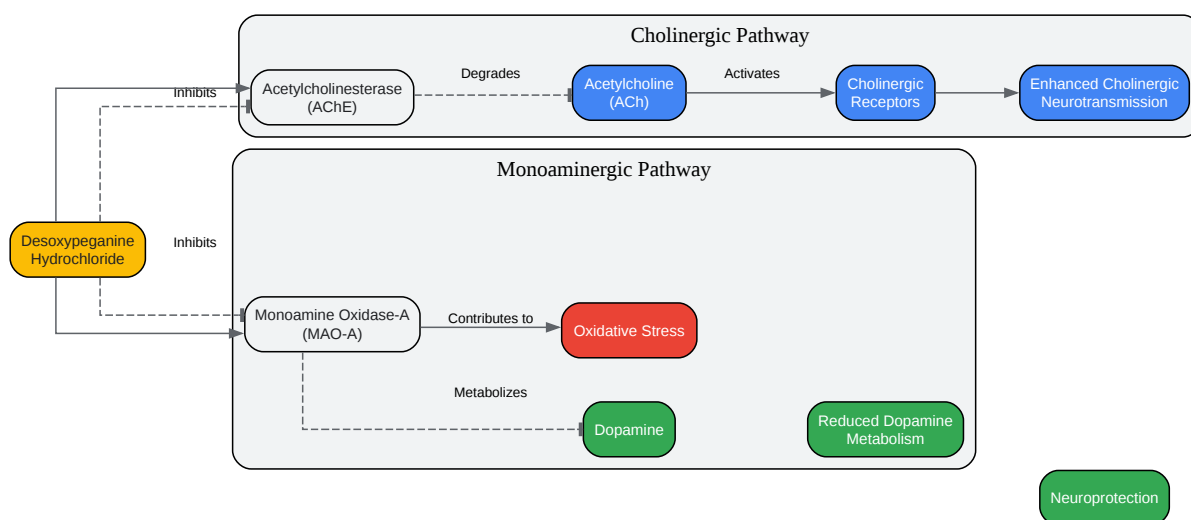 Cholinergic Pathway
Inhibits
Acetylcholinesterase
(AChE)
Degrades
Acetylcholine
(ACh)
Activates
Cholinergic
Receptors
Enhanced Cholinergic
Neurotransmission
Monoaminergic Pathway
Desoxypeganine
Hydrochloride
Inhibits
Monoamine Oxidase-A
(MAO-A)
Contributes to
Oxidative Stress
Metabolizes
Dopamine
Reduced Dopamine
Metabolism
Neuroprotection